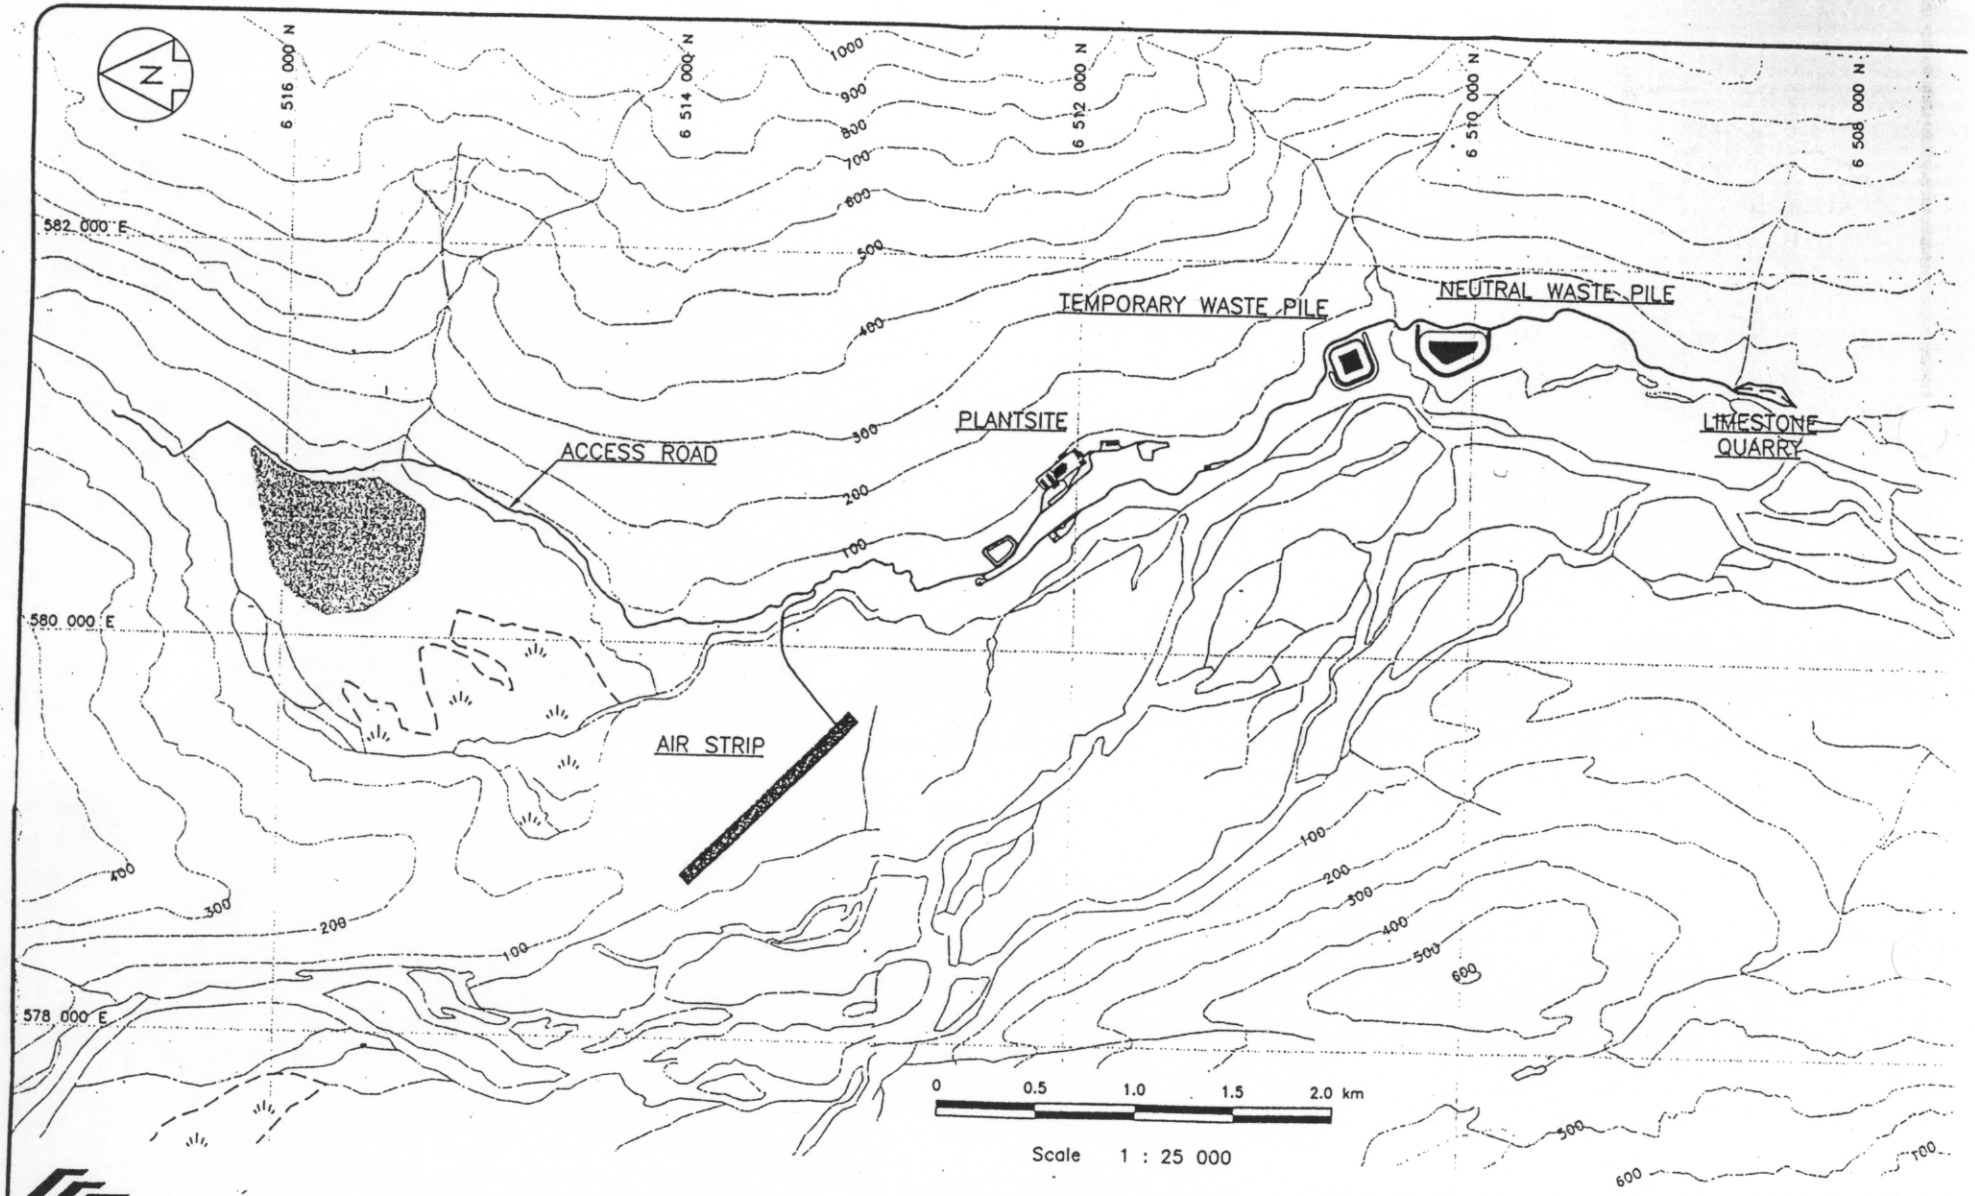 N
6 516 000 N
6 514 000 N
6 512 000 N
6 510 000 N
6 508 000 N
1000
900
800
700
600
500
400
300
200
100
582 000 E
TEMPORARY WASTE PILE
NEUTRAL WASTE PILE
PLANTSITE
ACCESS ROAD
LIMESTONE
QUARRY
580 000 E
AIR STRIP
400
300
200
100
100
200
300
400
500
600
578 000 E
0 0.5 1.0 1.5 2.0 km
Scale 1 : 25 000
500
600
700